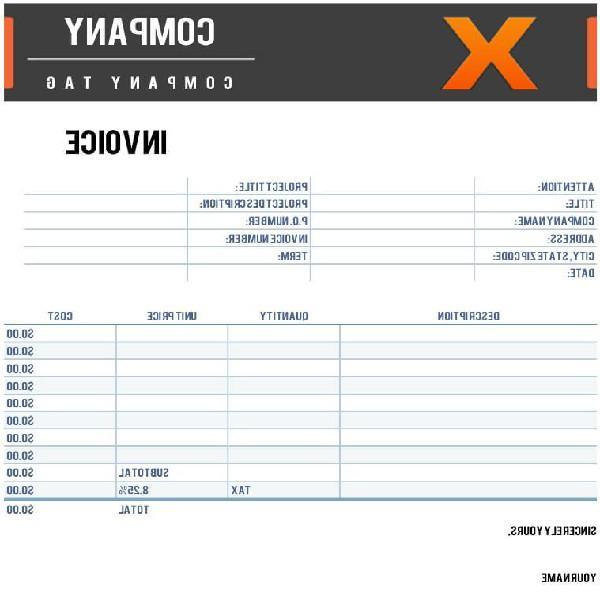 X
COMPANY
COMPANY TAG
INVOICE
ATTENTION: PROJECT TITLE:
TITLE: PROJECT DESCRIPTION:
COMPANY NAME: P.O. NUMBER:
ADDRESS: INVOICE NUMBER:
CITY, STATE ZIP CODE: TERM:
DATE:
DESCRIPTION QUANTITY UNIT PRICE COST
$0.00
$0.00
$0.00
$0.00
$0.00
$0.00
$0.00
$0.00
SUBTOTAL $0.00
TAX 8.25% $0.00
TOTAL $0.00
SINCERELY YOURS,
YOUR NAME